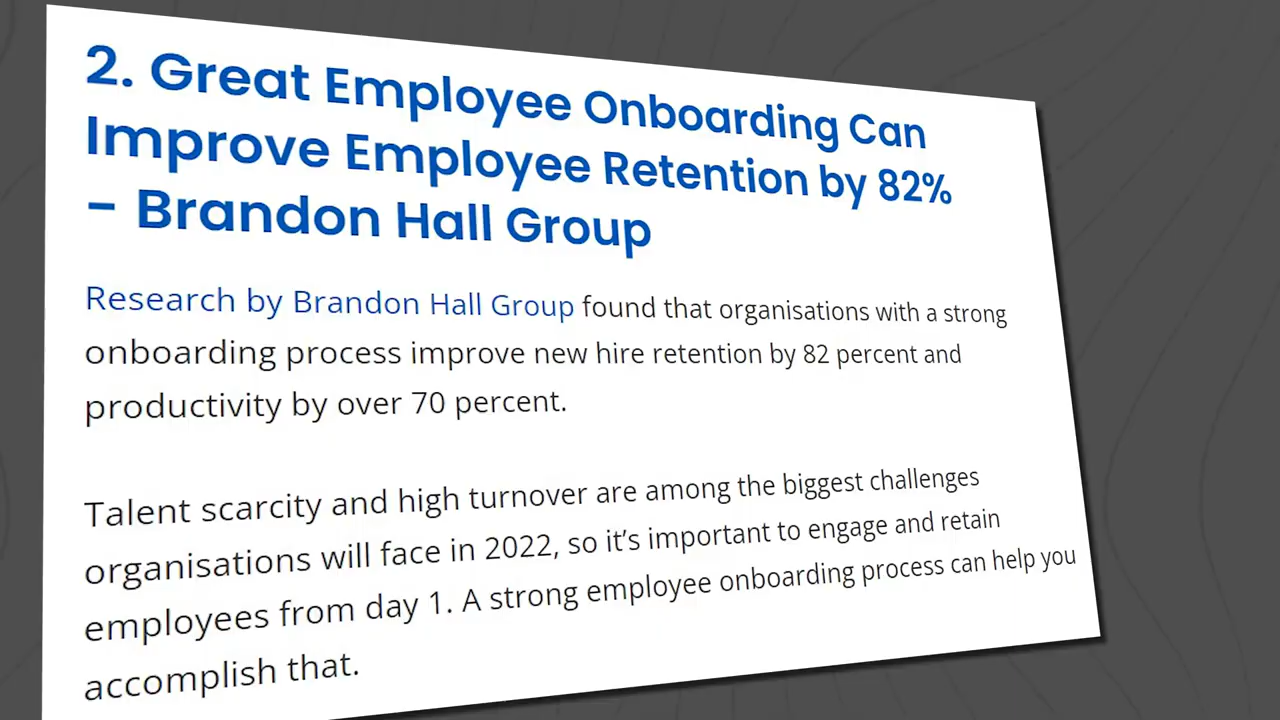 2. Great Employee Onboarding Can
Improve Employee Retention by 82%
– Brandon Hall Group
Research by Brandon Hall Group found that organisations with a strong
onboarding process improve new hire retention by 82 percent and
productivity by over 70 percent.
Talent scarcity and high turnover are among the biggest challenges
organisations will face in 2022, so it’s important to engage and retain
employees from day 1. A strong employee onboarding process can help you
accomplish that.